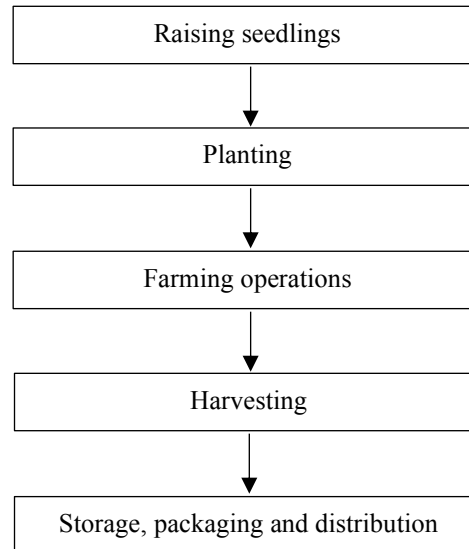 Raising seedlings
Planting
Farming operations
Harvesting
Storage, packaging and distribution